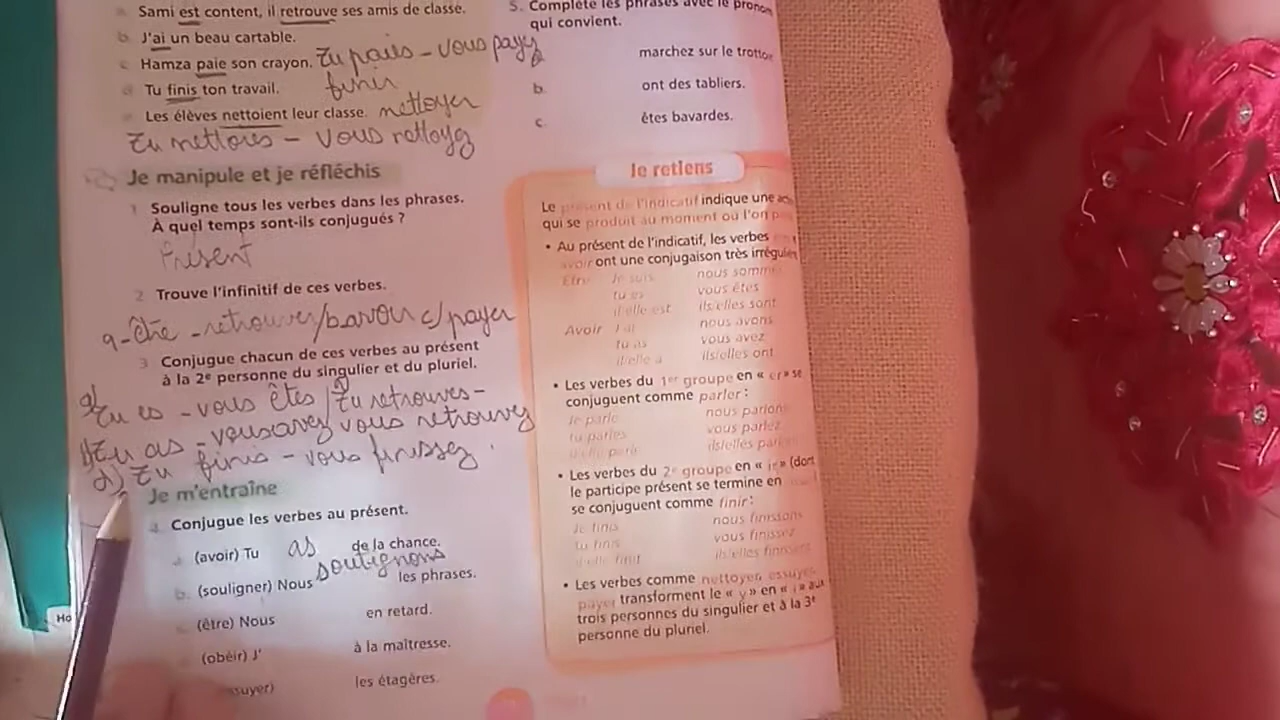 Sami est content, il retrouve ses amis de classe.
b. J'ai un beau cartable.
c. Hamza paie son crayon. Tu paies - vous payez
d. Tu finis ton travail. finir
Les élèves nettoient leur classe. nettoyer
Tu nettoies - vous nettoyez
Je manipule et je réfléchis
1 Souligne tous les verbes dans les phrases.
À quel temps sont-ils conjugués ?
Présent
2 Trouve l'infinitif de ces verbes.
a-être - retrouver/b avoir c/payer
3 Conjugue chacun de ces verbes au présent
à la 2e personne du singulier et du pluriel.
a) Tu es - vous êtes / Tu retrouves -
b) Tu as - vous avez vous retrouvez
d) Tu finis - vous finissez.
Je m'entraîne
4 Conjugue les verbes au présent.
(avoir) Tu as de la chance.
b. (souligner) Nous soulignons les phrases.
(être) Nous en retard.
(obéir) J' à la maîtresse.
les étagères.
5. Complète les phrases avec le pronom
qui convient.
marchez sur le trottoir
b. ont des tabliers.
c. êtes bavardes.
Je retiens
Le présent de l'indicatif indique une
qui se produit au moment où l'on
• Au présent de l'indicatif, les verbes
avoir ont une conjugaison très irrégulière
Être Je suis nous sommes
tu es vous êtes
il/elle est ils/elles sont
Avoir J'ai nous avons
tu as vous avez
il/elle a ils/elles ont
• Les verbes du 1er groupe en « er » se
conjuguent comme parler :
Je parle nous parlons
tu parles vous parlez
il/elle parle ils/elles parlent
• Les verbes du 2e groupe en « ir » (dont
le participe présent se termine en
se conjuguent comme finir :
Je finis nous finissons
tu finis vous finissez
il/elle finit ils/elles finissent
• Les verbes comme nettoyer, essuyer,
payer transforment le « y » en « i » aux
trois personnes du singulier et à la 3e
personne du pluriel.